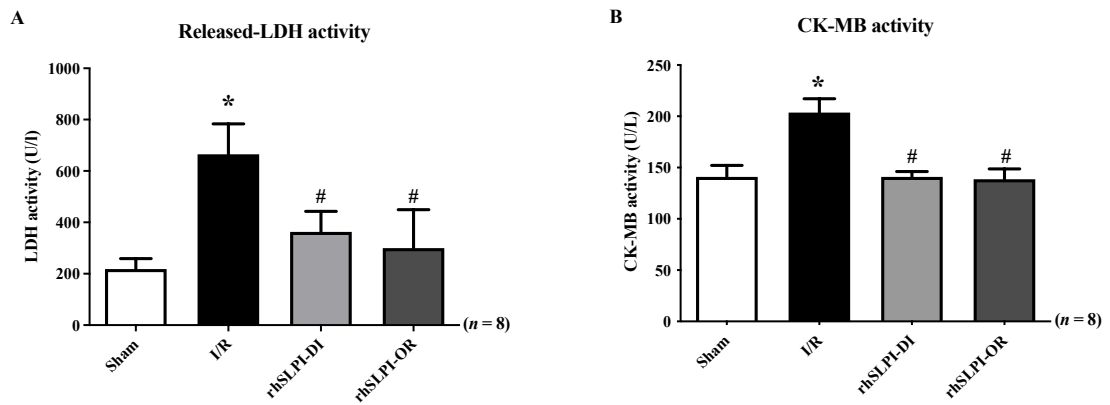 A
Released-LDH activity
LDH activity (U/l)
1000
800
600
400
200
0
*
#
#
Sham
I/R
rhSLPI-DI
rhSLPI-OR
(n = 8)
B
CK-MB activity
CK-MB activity (U/L)
250
200
150
100
50
0
*
#
#
Sham
I/R
rhSLPI-DI
rhSLPI-OR
(n = 8)